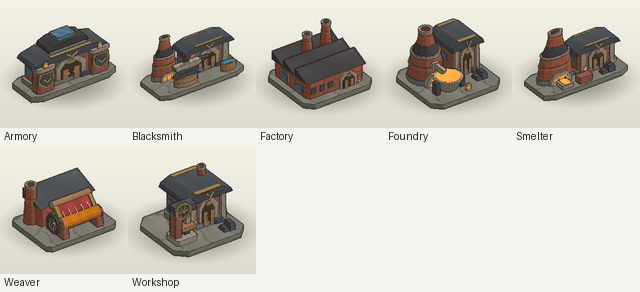 Armory
Blacksmith
Factory
Foundry
Smelter
Weaver
Workshop